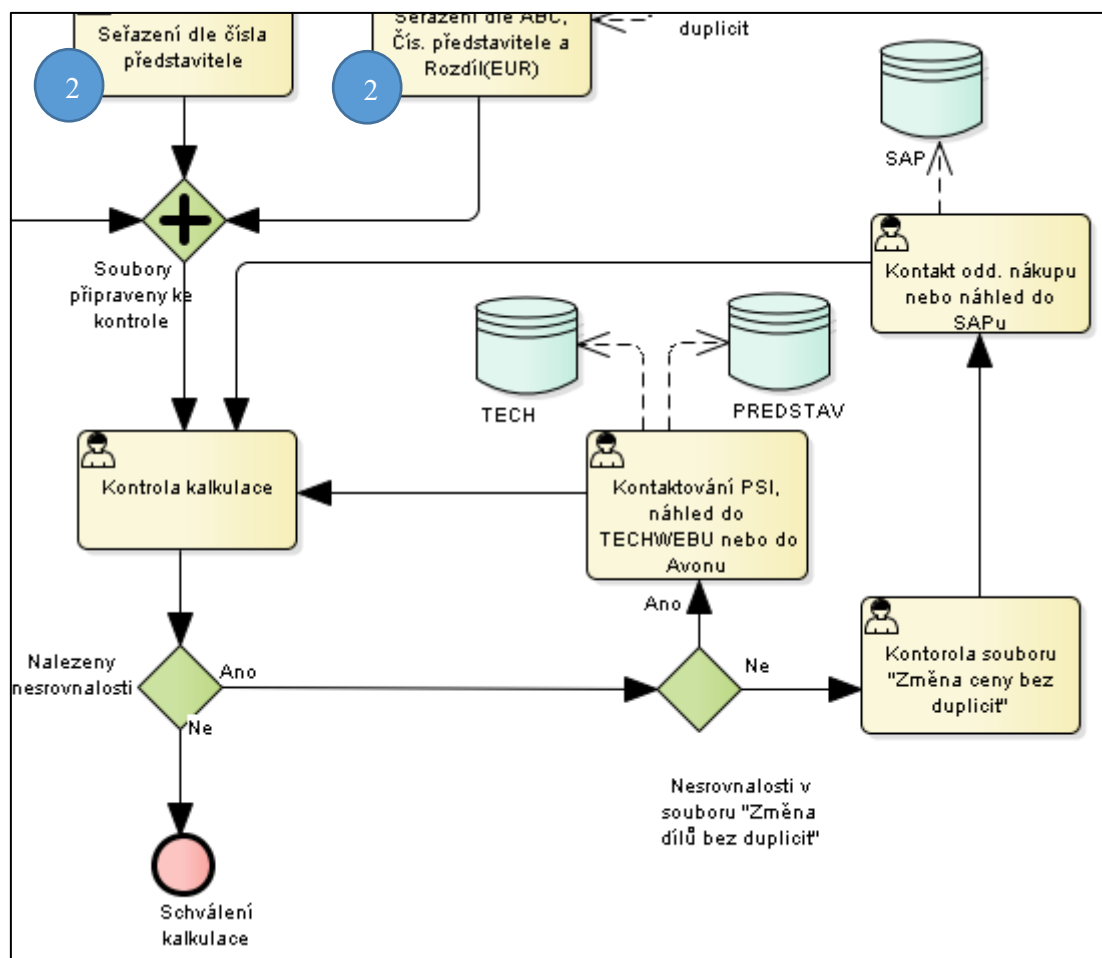 Seřazení dle čísla
představitele
2
Seřazení dle ABC,
Čís. představitele a
Rozdíl(EUR)
2
duplicit
SAP
Soubory
připraveny ke
kontrole
Kontakt odd. nákupu
nebo náhled do
SAPu
TECH
PREDSTAV
Kontrola kalkulace
Kontaktování PSI,
náhled do
TECHWEBU nebo do
Avonu
Ano
Nalezeny
nesrovnalosti
Ano
Ne
Ne
Kontorola souboru
"Změna ceny bez
duplicit"
Nesrovnalosti v
souboru "Změna
dílů bez duplicit"
Schválení
kalkulace